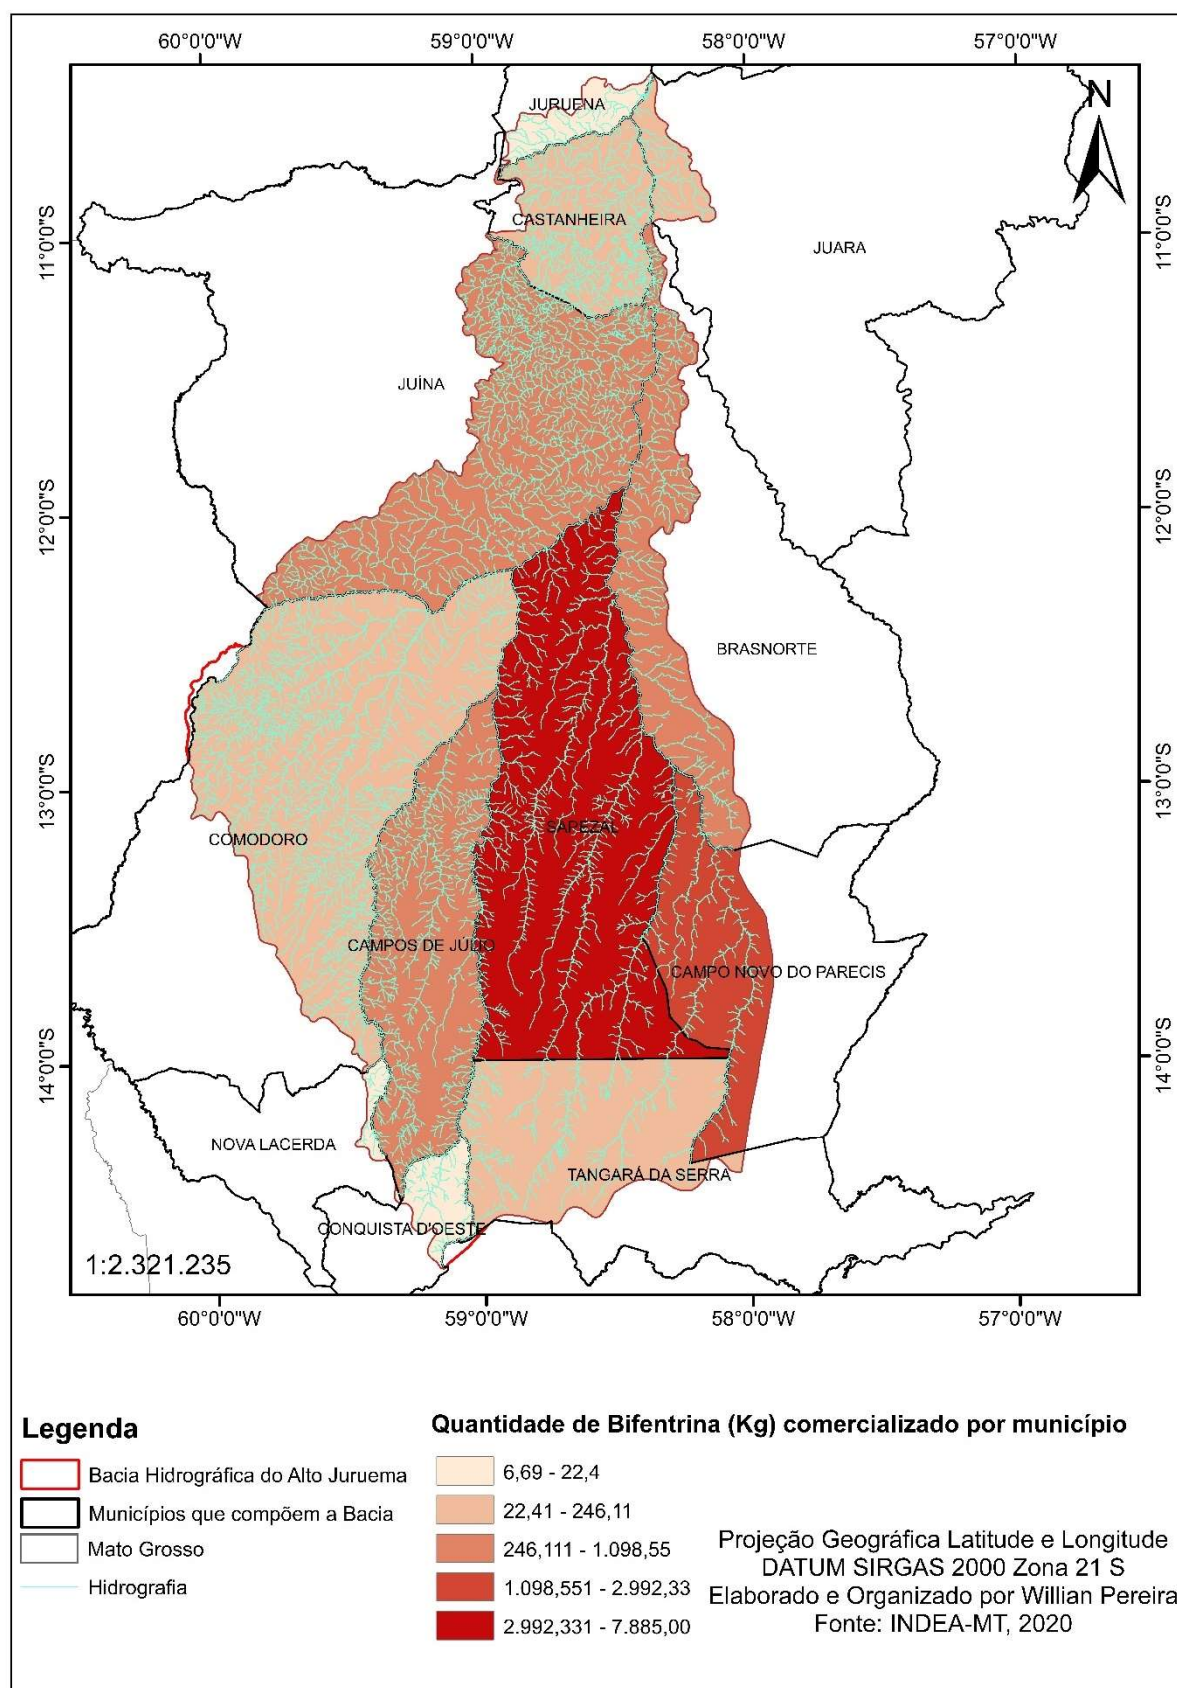 60°0'0"W 59°0'0"W 58°0'0"W 57°0'0"W
N
JURUENA
CASTANHEIRA
11°0'0"S
11°0'0"S
JUARA
JUÍNA
12°0'0"S
12°0'0"S
BRASNORTE
13°0'0"S
13°0'0"S
SAPEZAL
COMODORO
CAMPOS DE JÚLIO
CAMPO NOVO DO PARECIS
14°0'0"S
14°0'0"S
NOVA LACERDA
TANGARÁ DA SERRA
CONQUISTA D'OESTE
1:2.321.235
60°0'0"W 59°0'0"W 58°0'0"W 57°0'0"W
Legenda
Bacia Hidrográfica do Alto Juruema
Municípios que compõem a Bacia
Mato Grosso
Hidrografia
Quantidade de Bifentrina (Kg) comercializado por município
6,69 - 22,4
22,41 - 246,11
246,111 - 1.098,55
1.098,551 - 2.992,33
2.992,331 - 7.885,00
Projeção Geográfica Latitude e Longitude
DATUM SIRGAS 2000 Zona 21 S
Elaborado e Organizado por Willian Pereira
Fonte: INDEA-MT, 2020